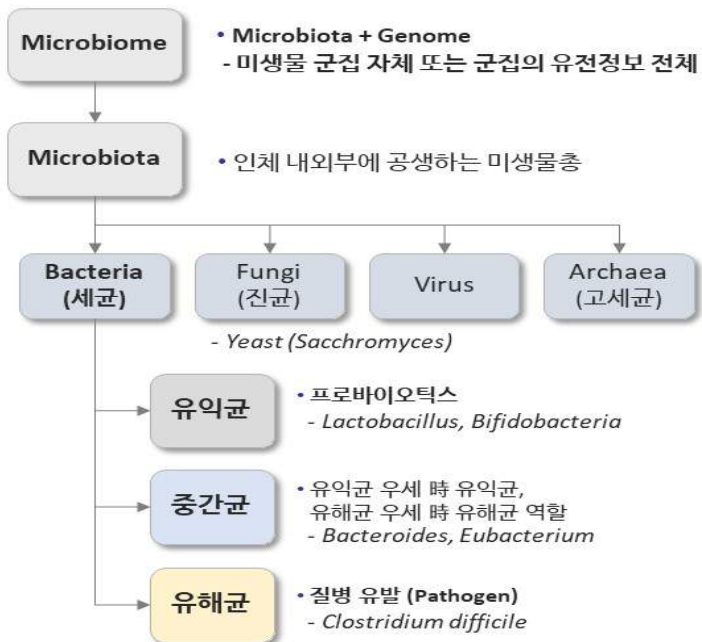 Microbiome
• Microbiota + Genome
- 미생물 군집 자체 또는 군집의 유전정보 전체
Microbiota
• 인체 내외부에 공생하는 미생물총
Bacteria
(세균)
Fungi
(진균)
Virus
Archaea
(고세균)
- Yeast (Sacchromyces)
유익균
• 프로바이오틱스
- Lactobacillus, Bifidobacteria
중간균
• 유익균 우세 時 유익균,
유해균 우세 時 유해균 역할
- Bacteroides, Eubacterium
유해균
• 질병 유발 (Pathogen)
- Clostridium difficile